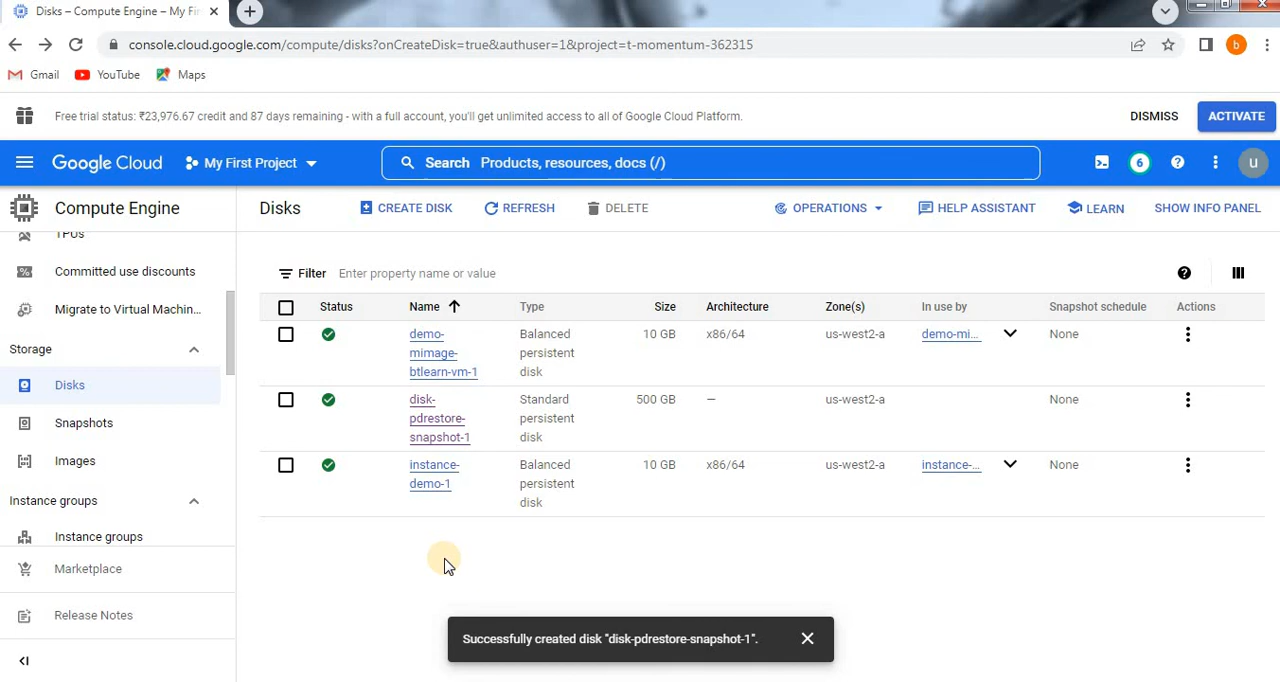 Disks – Compute Engine – My Fir
console.cloud.google.com/compute/disks?onCreateDisk=true&authuser=1&project=t-momentum-362315
b
Gmail
YouTube
Maps
Free trial status: ₹23,976.67 credit and 87 days remaining - with a full account, you'll get unlimited access to all of Google Cloud Platform.
DISMISS
ACTIVATE
Google Cloud
My First Project
Search Products, resources, docs (/)
6
u
Compute Engine
Disks
CREATE DISK
REFRESH
DELETE
OPERATIONS
HELP ASSISTANT
LEARN
SHOW INFO PANEL
TPUs
Committed use discounts
Migrate to Virtual Machin...
Storage
Disks
Snapshots
Images
Instance groups
Instance groups
Marketplace
Release Notes
Filter Enter property name or value
Status Name Type Size Architecture Zone(s) In use by Snapshot schedule Actions
demo- Balanced 10 GB x86/64 us-west2-a demo-mi... None
mimage- persistent
btlearn-vm-1 disk
disk- Standard 500 GB — us-west2-a None
pdrestore- persistent
snapshot-1 disk
instance- Balanced 10 GB x86/64 us-west2-a instance-... None
demo-1 persistent
disk
Successfully created disk "disk-pdrestore-snapshot-1".